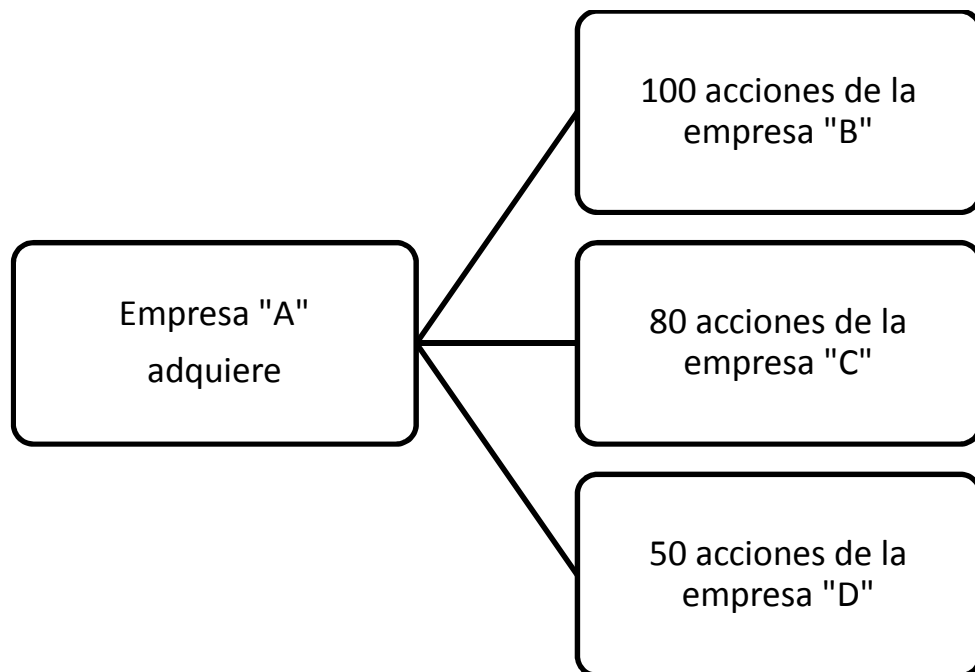 Empresa "A"
adquiere
100 acciones de la
empresa "B"
80 acciones de la
empresa "C"
50 acciones de la
empresa "D"